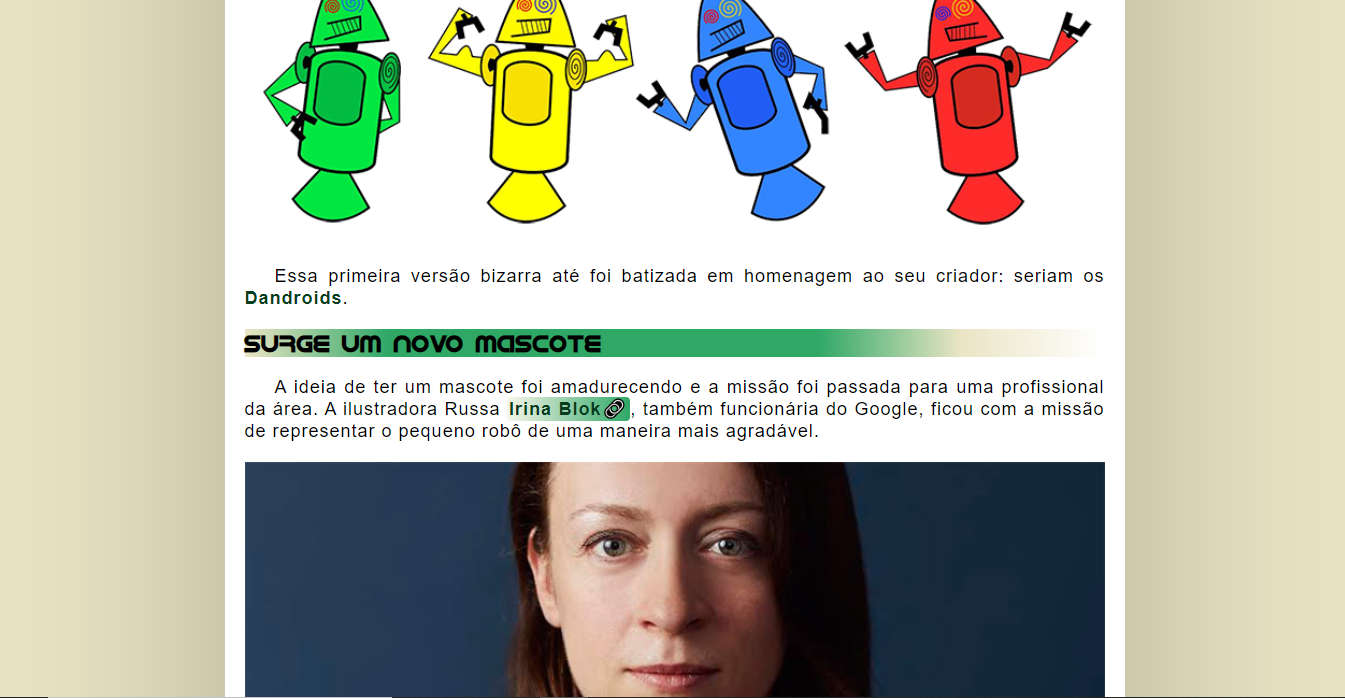 Essa primeira versão bizarra até foi batizada em homenagem ao seu criador: seriam os
Dandroids.
SURGE UM NOVO MASCOTE
A ideia de ter um mascote foi amadurecendo e a missão foi passada para uma profissional
da área. A ilustradora Russa Irina Blok, também funcionária do Google, ficou com a missão
de representar o pequeno robô de uma maneira mais agradável.